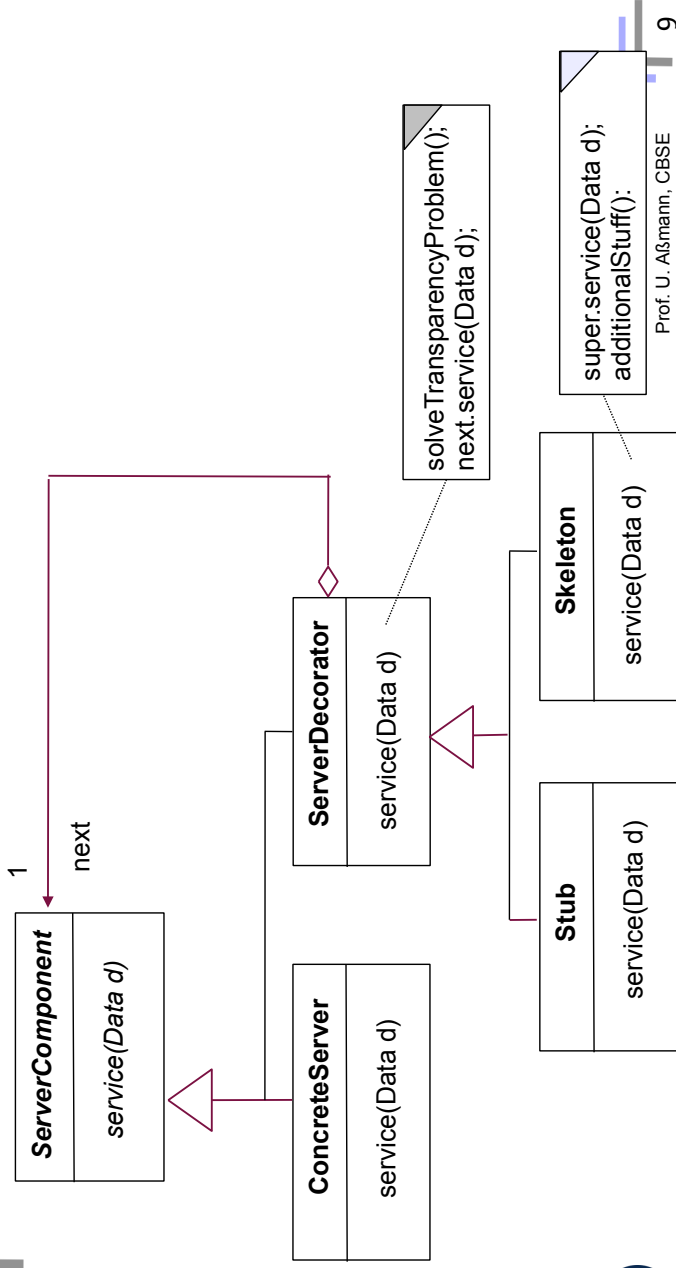 ServerComponent
service(Data d)
1
next
ConcreteServer
service(Data d)
ServerDecorator
service(Data d)
solveTransparencyProblem();
next.service(Data d);
Stub
service(Data d)
Skeleton
service(Data d)
super.service(Data d);
additionalStuff():
Prof. U. Aßmann, CBSE
9